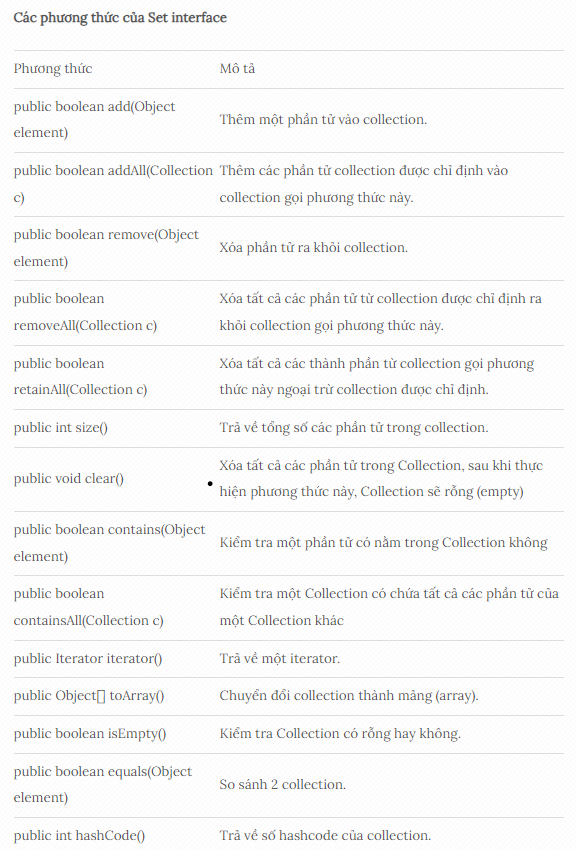 Các phương thức của Set interface
Phương thức Mô tả
public boolean add(Object
element)
Thêm một phần tử vào collection.
public boolean addAll(Collection
c)
Thêm các phần tử collection được chỉ định vào
collection gọi phương thức này.
public boolean remove(Object
element)
Xóa phần tử ra khỏi collection.
public boolean
removeAll(Collection c)
Xóa tất cả các phần tử từ collection được chỉ định ra
khỏi collection gọi phương thức này.
public boolean
retainAll(Collection c)
Xóa tất cả các thành phần từ collection gọi phương
thức này ngoại trừ collection được chỉ định.
public int size()
Trả về tổng số các phần tử trong collection.
public void clear()
Xóa tất cả các phần tử trong Collection, sau khi thực
hiện phương thức này, Collection sẽ rỗng (empty)
public boolean contains(Object
element)
Kiểm tra một phần tử có nằm trong Collection không
public boolean
containsAll(Collection c)
Kiểm tra một Collection có chứa tất cả các phần tử của
một Collection khác
public Iterator iterator()
Trả về một iterator.
public Object[] toArray()
Chuyển đổi collection thành mảng (array).
public boolean isEmpty()
Kiểm tra Collection có rỗng hay không.
public boolean equals(Object
element)
So sánh 2 collection.
public int hashCode()
Trả về số hashcode của collection.